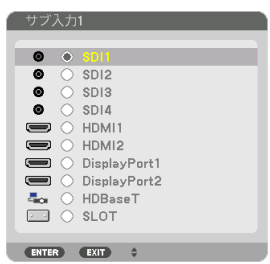 サブ入力1
SDI1
SDI2
SDI3
SDI4
HDMI1
HDMI2
DisplayPort1
DisplayPort2
HDBaseT
SLOT
ENTER EXIT